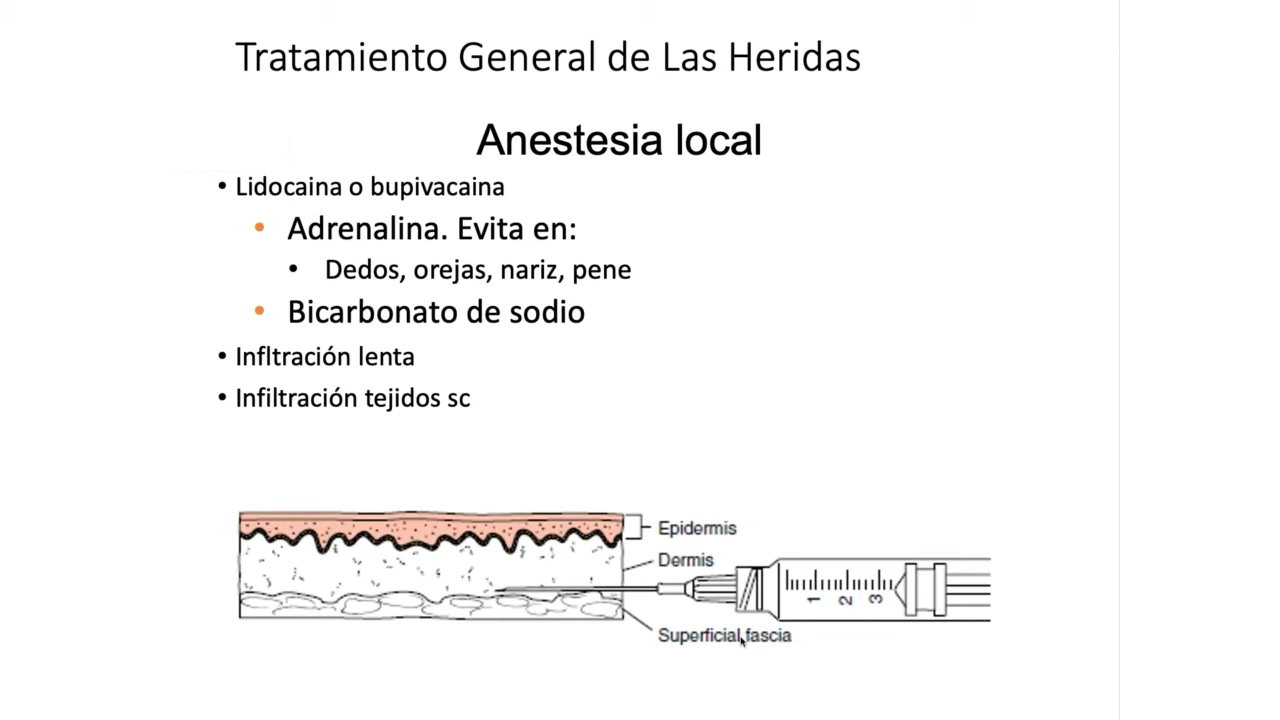 Tratamiento General de Las Heridas
Anestesia local
• Lidocaina o bupivacaina
• Adrenalina. Evita en:
• Dedos, orejas, nariz, pene
• Bicarbonato de sodio
• Infltración lenta
• Infiltración tejidos sc
Epidermis
Dermis
1 2 3
Superficial fascia